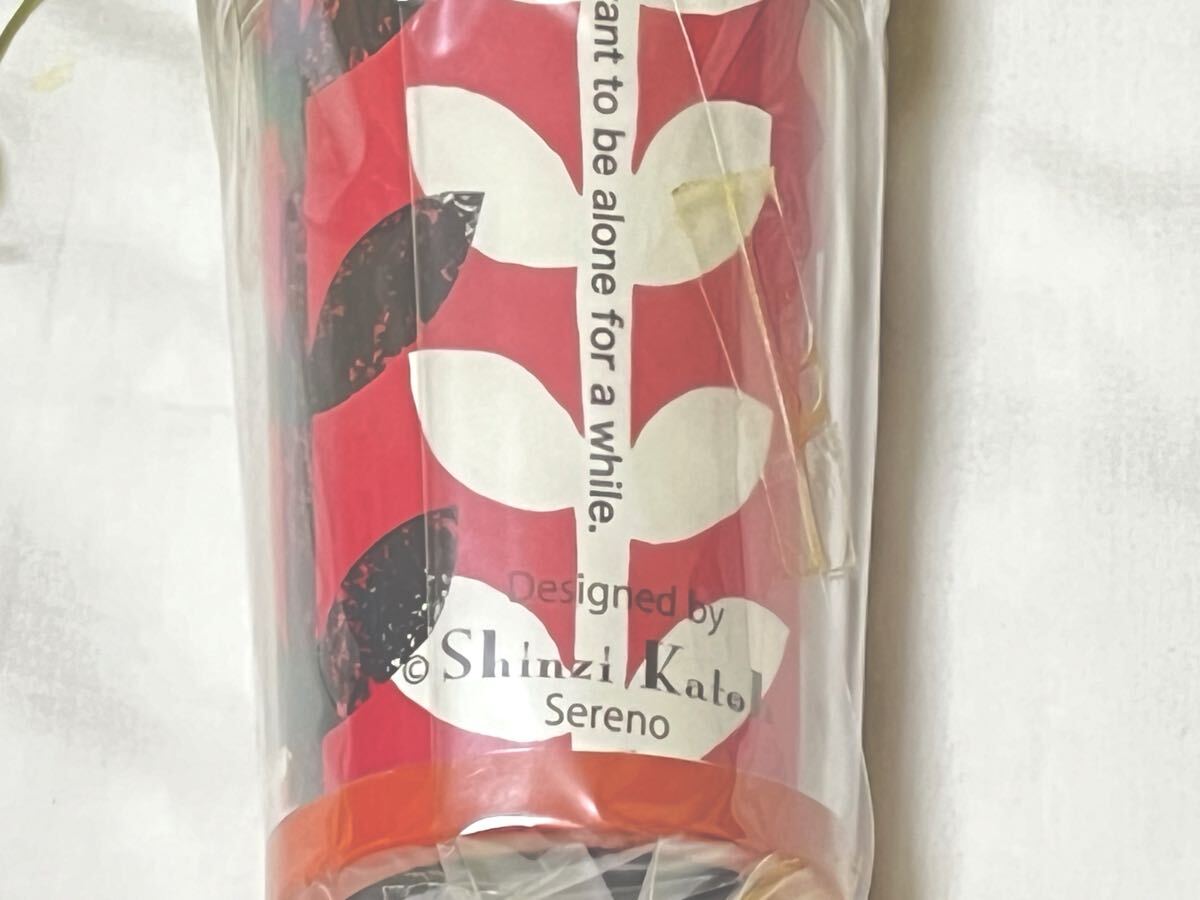 ant to be alone for a while.
Designed by
© Shinzi Katoh
Sereno